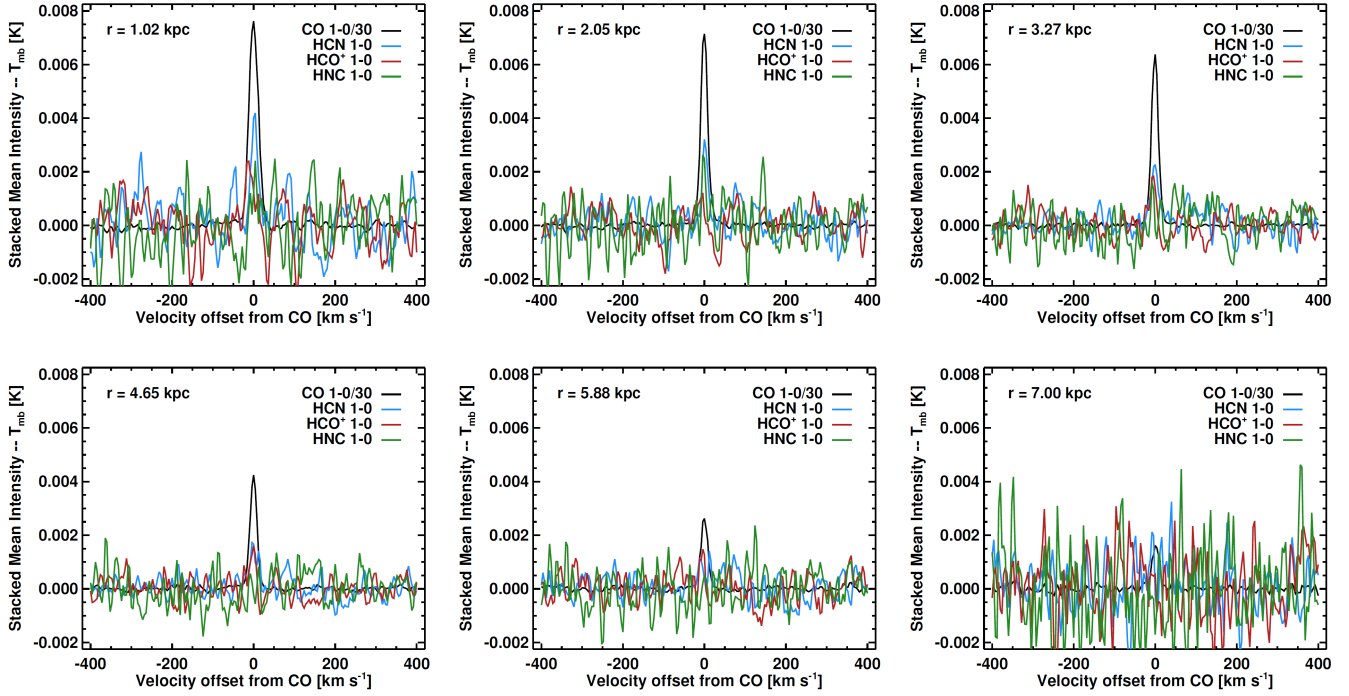 Stacked Mean Intensity -- Tmb [K]
0.008
0.006
0.004
0.002
0.000
-0.002
r = 1.02 kpc
CO 1-0/30
HCN 1-0
HCO⁺ 1-0
HNC 1-0
-400 -200 0 200 400
Velocity offset from CO [km s⁻¹]
Stacked Mean Intensity -- Tmb [K]
0.008
0.006
0.004
0.002
0.000
-0.002
r = 2.05 kpc
CO 1-0/30
HCN 1-0
HCO⁺ 1-0
HNC 1-0
-400 -200 0 200 400
Velocity offset from CO [km s⁻¹]
Stacked Mean Intensity -- Tmb [K]
0.008
0.006
0.004
0.002
0.000
-0.002
r = 3.27 kpc
CO 1-0/30
HCN 1-0
HCO⁺ 1-0
HNC 1-0
-400 -200 0 200 400
Velocity offset from CO [km s⁻¹]
Stacked Mean Intensity -- Tmb [K]
0.008
0.006
0.004
0.002
0.000
-0.002
r = 4.65 kpc
CO 1-0/30
HCN 1-0
HCO⁺ 1-0
HNC 1-0
-400 -200 0 200 400
Velocity offset from CO [km s⁻¹]
Stacked Mean Intensity -- Tmb [K]
0.008
0.006
0.004
0.002
0.000
-0.002
r = 5.88 kpc
CO 1-0/30
HCN 1-0
HCO⁺ 1-0
HNC 1-0
-400 -200 0 200 400
Velocity offset from CO [km s⁻¹]
Stacked Mean Intensity -- Tmb [K]
0.008
0.006
0.004
0.002
0.000
-0.002
r = 7.00 kpc
CO 1-0/30
HCN 1-0
HCO⁺ 1-0
HNC 1-0
-400 -200 0 200 400
Velocity offset from CO [km s⁻¹]